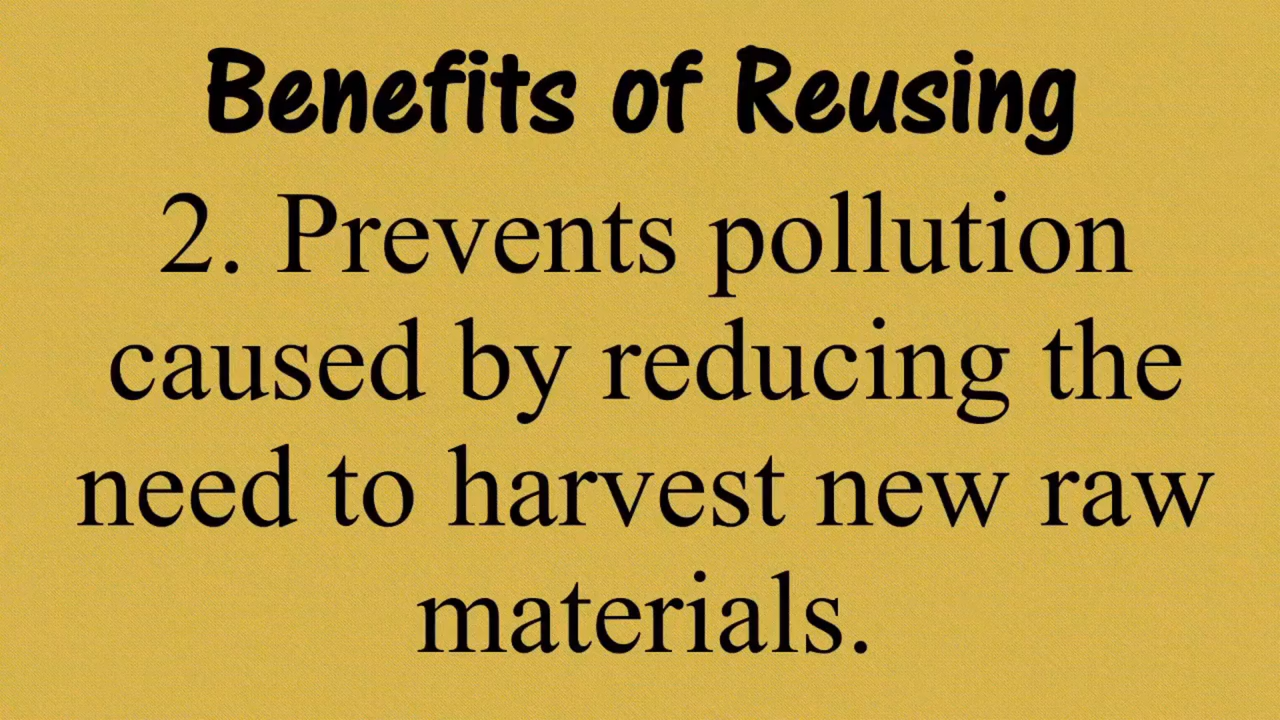 Benefits of Reusing
2. Prevents pollution
caused by reducing the
need to harvest new raw
materials.